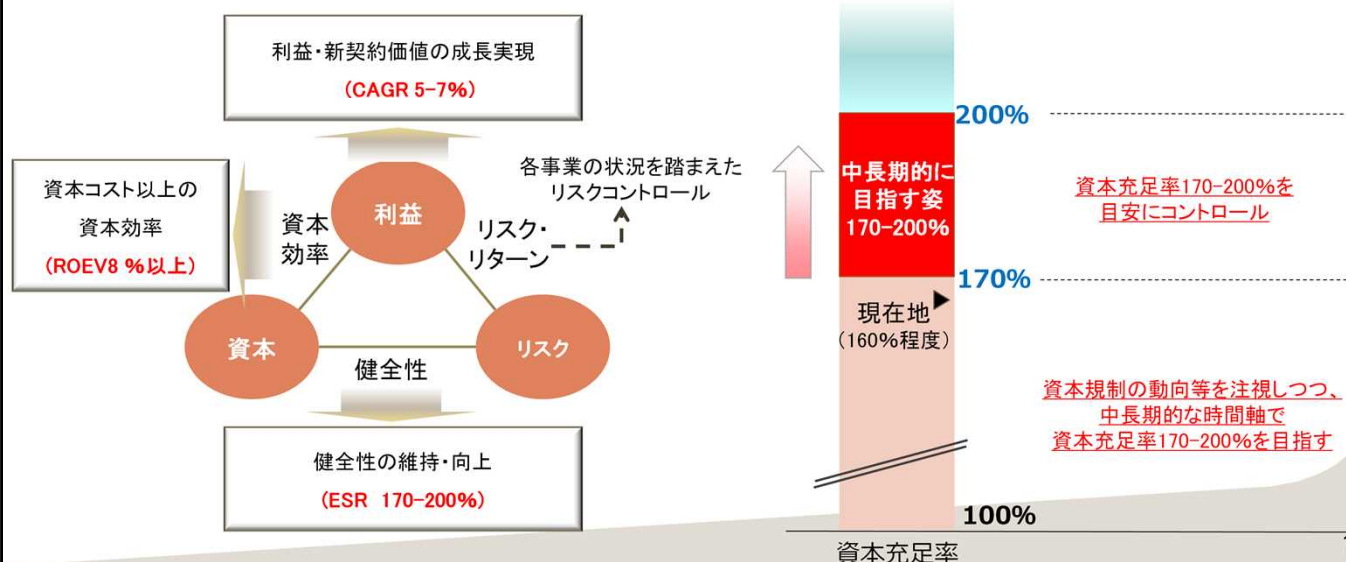 利益・新契約価値の成長実現
(CAGR 5-7%)
資本コスト以上の
資本効率
(ROEV8 %以上)
利益
資本
効率
リスク・
リターン
各事業の状況を踏まえた
リスクコントロール
資本
リスク
健全性
健全性の維持・向上
(ESR 170-200%)
200%
中長期的に
目指す姿
170-200%
資本充足率170-200%を
目安にコントロール
170%
現在地
(160%程度)
資本規制の動向等を注視しつつ、
中長期的な時間軸で
資本充足率170-200%を目指す
100%
資本充足率